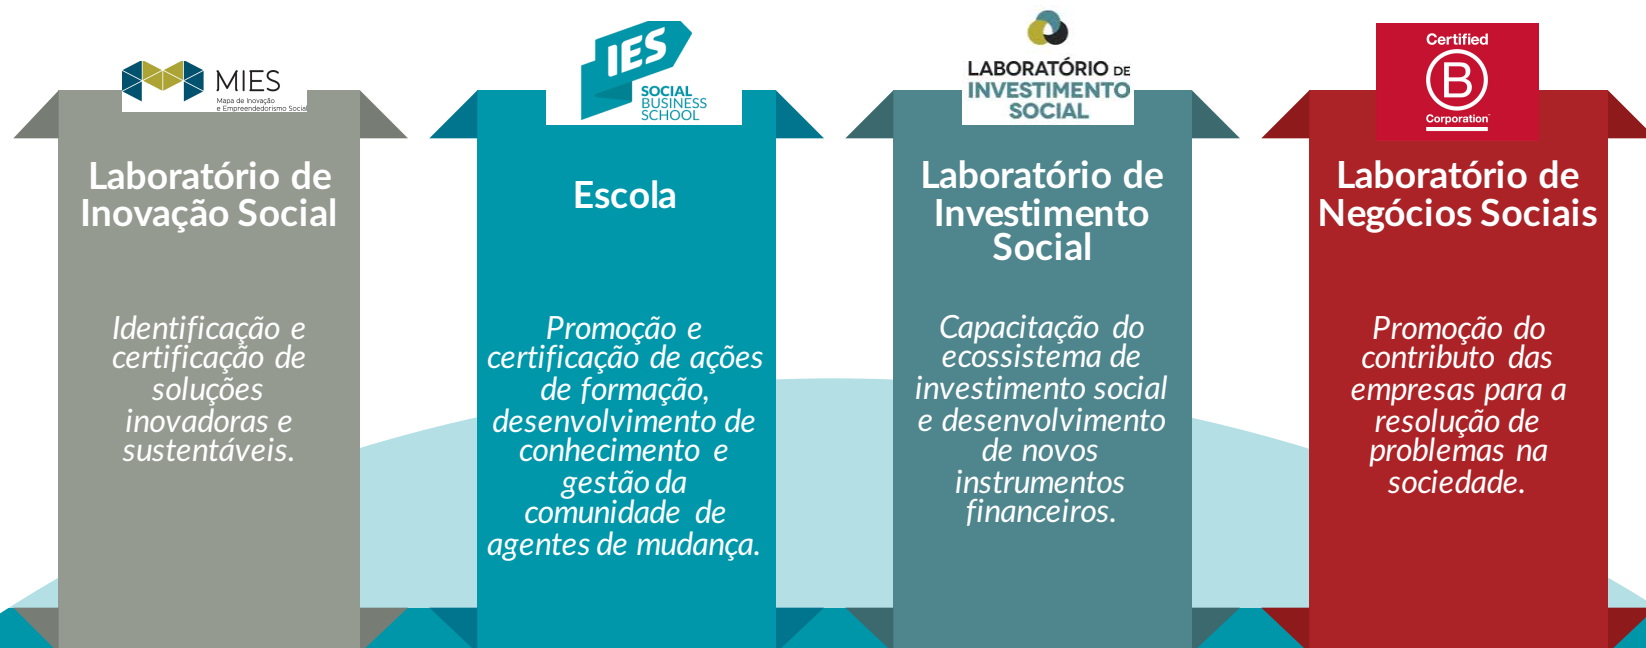 MIES
Mapa de Inovação
e Empreendedorismo Social
Laboratório de
Inovação Social
Identificação e
certificação de
soluções
inovadoras e
sustentáveis.
IES
SOCIAL
BUSINESS
SCHOOL
Escola
Promoção e
certificação de ações
de formação,
desenvolvimento de
conhecimento e
gestão da
comunidade de
agentes de mudança.
LABORATÓRIO DE
INVESTIMENTO
SOCIAL
Laboratório de
Investimento
Social
Capacitação do
ecossistema de
investimento social
e desenvolvimento
de novos
instrumentos
financeiros.
Certified
B
Corporation
Laboratório de
Negócios Sociais
Promoção do
contributo das
empresas para a
resolução de
problemas na
sociedade.